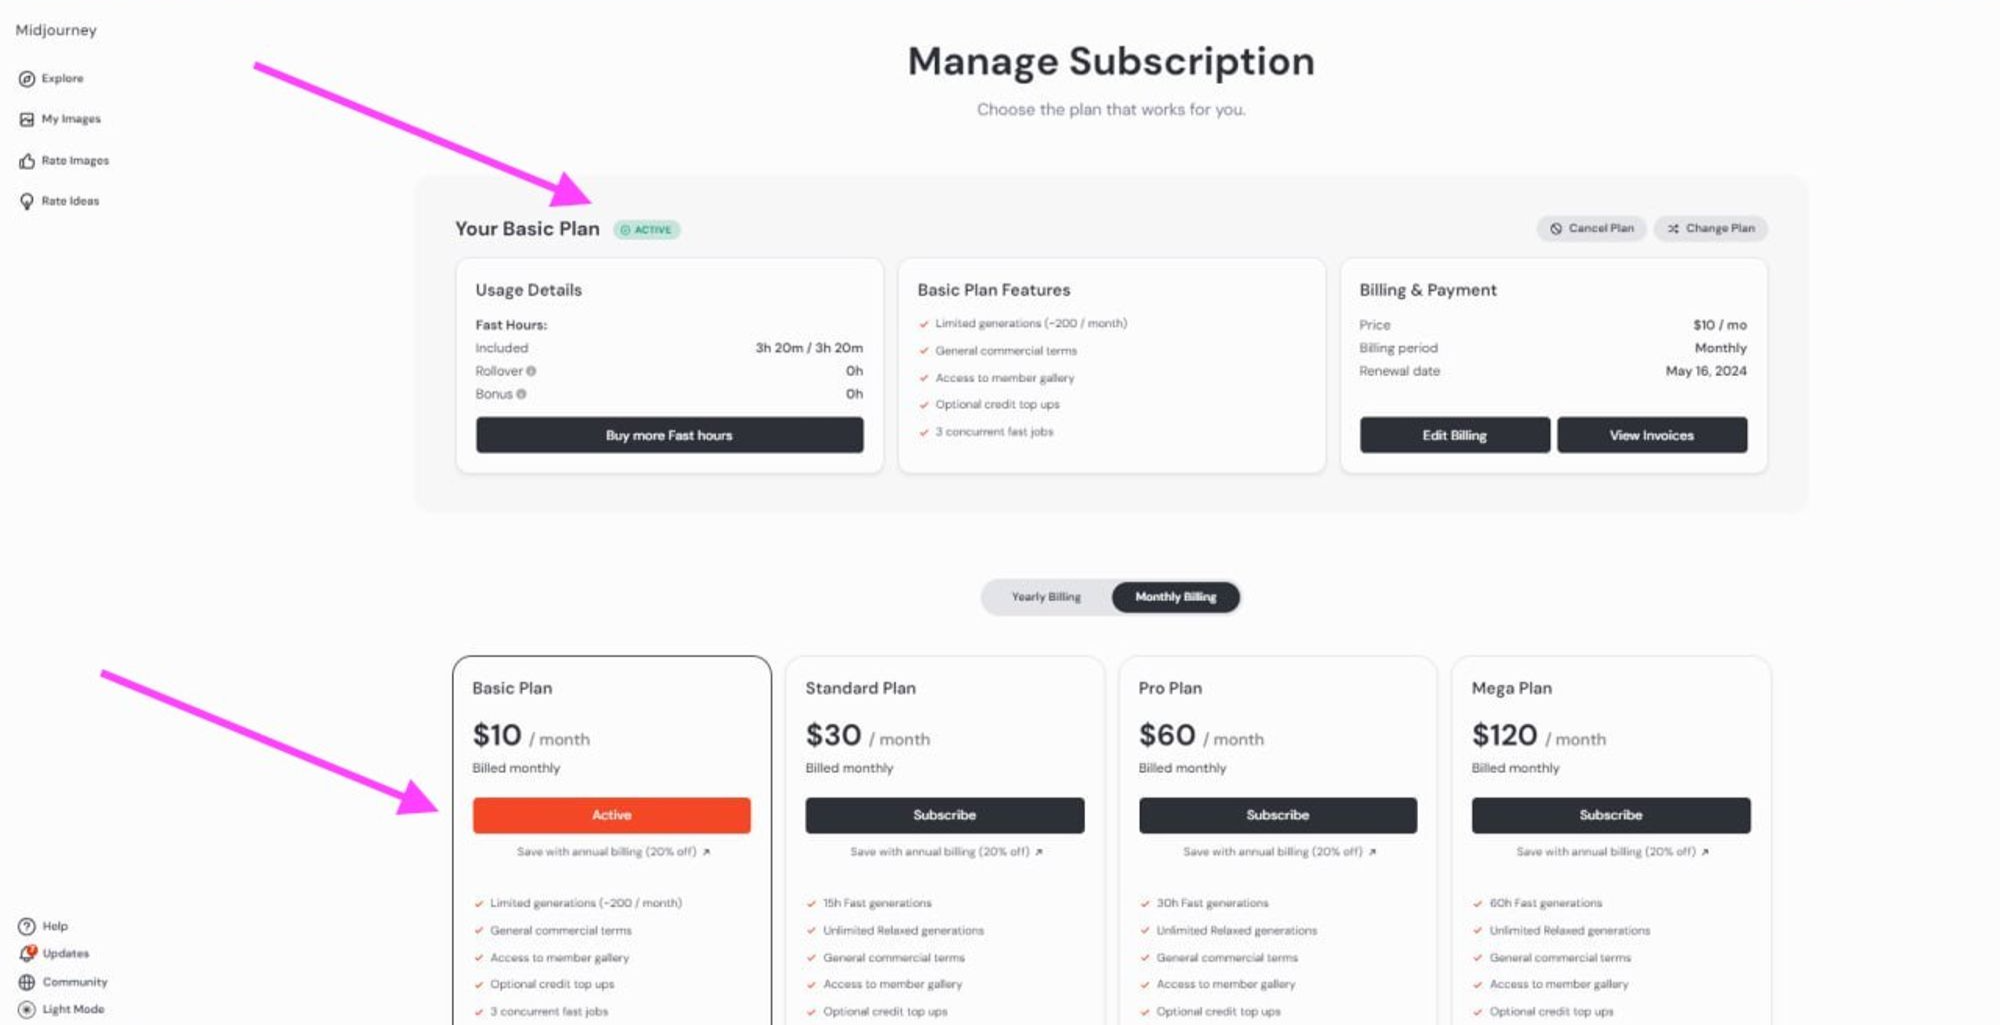 Midjourney
Explore
My Images
Rate Images
Rate Ideas
Manage Subscription
Choose the plan that works for you.
Your Basic Plan ACTIVE
Cancel Plan Change Plan
Usage Details
Fast Hours:
Included 3h 20m / 3h 20m
Rollover 0h
Bonus 0h
Buy more Fast hours
Basic Plan Features
Limited generations (~200 / month)
General commercial terms
Access to member gallery
Optional credit top ups
3 concurrent fast jobs
Billing & Payment
Price $10 / mo
Billing period Monthly
Renewal date May 16, 2024
Edit Billing View Invoices
Yearly Billing Monthly Billing
Basic Plan
$10 / month
Billed monthly
Active
Save with annual billing (20% off)
Limited generations (~200 / month)
General commercial terms
Access to member gallery
Optional credit top ups
3 concurrent fast jobs
Standard Plan
$30 / month
Billed monthly
Subscribe
Save with annual billing (20% off)
15h Fast generations
Unlimited Relaxed generations
General commercial terms
Access to member gallery
Optional credit top ups
Pro Plan
$60 / month
Billed monthly
Subscribe
Save with annual billing (20% off)
30h Fast generations
Unlimited Relaxed generations
General commercial terms
Access to member gallery
Optional credit top ups
Mega Plan
$120 / month
Billed monthly
Subscribe
Save with annual billing (20% off)
60h Fast generations
Unlimited Relaxed generations
General commercial terms
Access to member gallery
Optional credit top ups
Help
Updates
Community
Light Mode